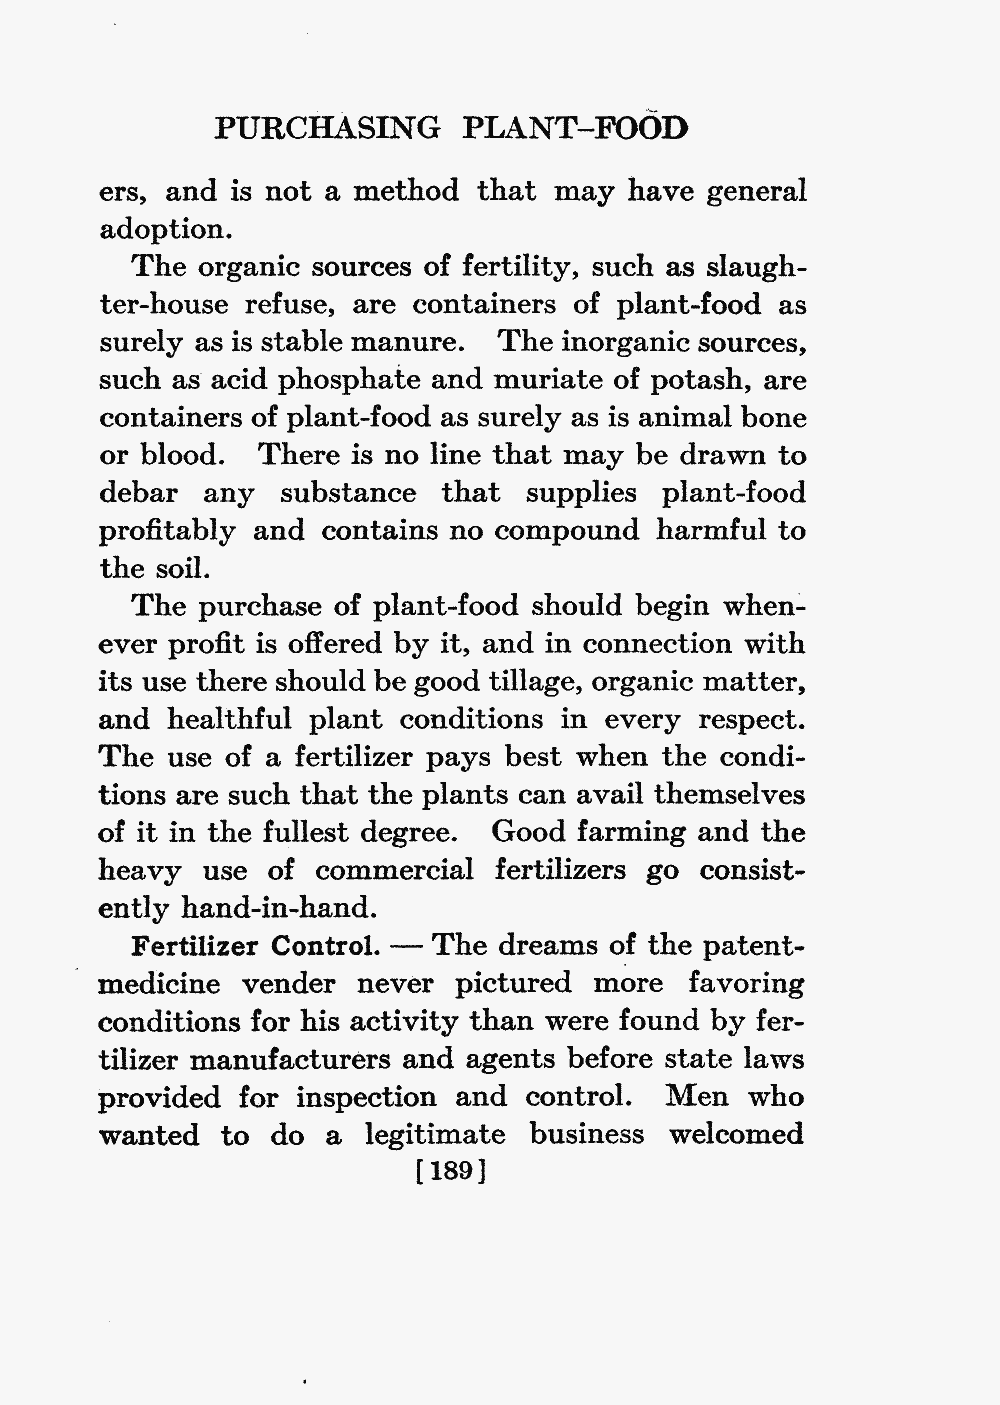 PURCHASING PLANT-FOOD
ers, and is not a method that may have general
adoption.
The organic sources of fertility, such as slaugh-
ter-house refuse, are containers of plant-food as
surely as is stable manure. The inorganic sources,
such as acid phosphate and muriate of potash, are
containers of plant-food as surely as is animal bone
or blood. There is no line that may be drawn to
debar any substance that supplies plant-food
profitably and contains no compound harmful to
the soil.
The purchase of plant-food should begin when-
ever profit is offered by it, and in connection with
its use there should be good tillage, organic matter,
and healthful plant conditions in every respect.
The use of a fertilizer pays best when the condi-
tions are such that the plants can avail themselves
of it in the fullest degree. Good farming and the
heavy use of commercial fertilizers go consist-
ently hand-in-hand.
Fertilizer Control. — The dreams of the patent-
medicine vender never pictured more favoring
conditions for his activity than were found by fer-
tilizer manufacturers and agents before state laws
provided for inspection and control. Men who
wanted to do a legitimate business welcomed
[189]